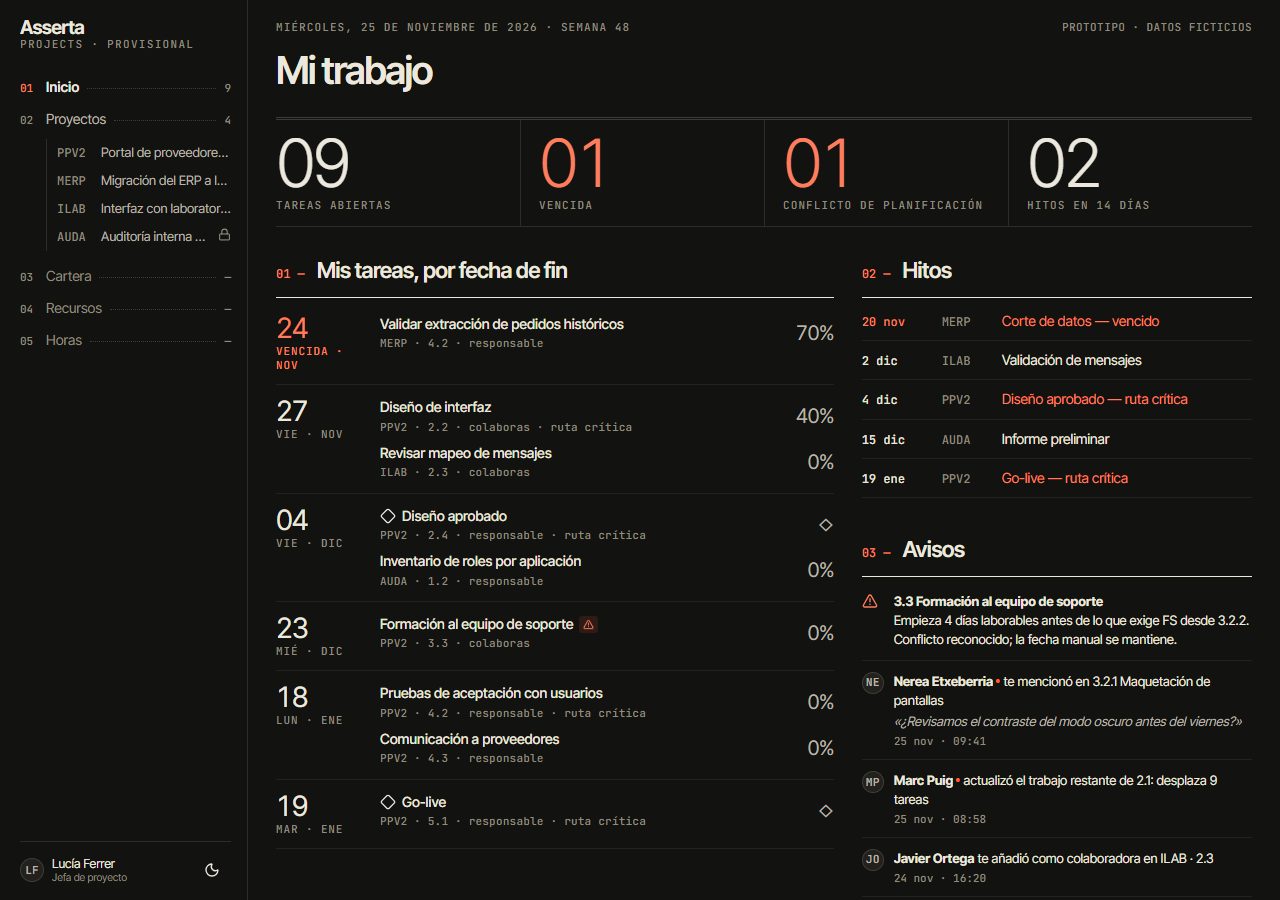 Asserta
PROJECTS · PROVISIONAL
01 Inicio 9
02 Proyectos 4
PPV2 Portal de proveedore...
MERP Migración del ERP a l...
ILAB Interfaz con laborator...
AUDA Auditoría interna ...
03 Cartera –
04 Recursos –
05 Horas –
LF Lucía Ferrer
Jefa de proyecto
MIÉRCOLES, 25 DE NOVIEMBRE DE 2026 · SEMANA 48
PROTOTIPO · DATOS FICTICIOS
Mi trabajo
09
TAREAS ABIERTAS
01
VENCIDA
01
CONFLICTO DE PLANIFICACIÓN
02
HITOS EN 14 DÍAS
01 — Mis tareas, por fecha de fin
24
VENCIDA ·
NOV
Validar extracción de pedidos históricos
MERP · 4.2 · responsable
70%
27
VIE · NOV
Diseño de interfaz
PPV2 · 2.2 · colaboras · ruta crítica
40%
Revisar mapeo de mensajes
ILAB · 2.3 · colaboras
0%
04
VIE · DIC
Diseño aprobado
PPV2 · 2.4 · responsable · ruta crítica
Inventario de roles por aplicación
AUDA · 1.2 · responsable
0%
23
MIÉ · DIC
Formación al equipo de soporte
PPV2 · 3.3 · colaboras
0%
18
LUN · ENE
Pruebas de aceptación con usuarios
PPV2 · 4.2 · responsable · ruta crítica
0%
Comunicación a proveedores
PPV2 · 4.3 · responsable
0%
19
MAR · ENE
Go-live
PPV2 · 5.1 · responsable · ruta crítica
02 — Hitos
20 nov MERP Corte de datos — vencido
2 dic ILAB Validación de mensajes
4 dic PPV2 Diseño aprobado — ruta crítica
15 dic AUDA Informe preliminar
19 ene PPV2 Go-live — ruta crítica
03 — Avisos
3.3 Formación al equipo de soporte
Empieza 4 días laborables antes de lo que exige FS desde 3.2.2.
Conflicto reconocido; la fecha manual se mantiene.
NE Nerea Etxeberria • te mencionó en 3.2.1 Maquetación de
pantallas
«¿Revisamos el contraste del modo oscuro antes del viernes?»
25 nov · 09:41
MP Marc Puig • actualizó el trabajo restante de 2.1: desplaza 9
tareas
25 nov · 08:58
JO Javier Ortega te añadió como colaboradora en ILAB · 2.3
24 nov · 16:20